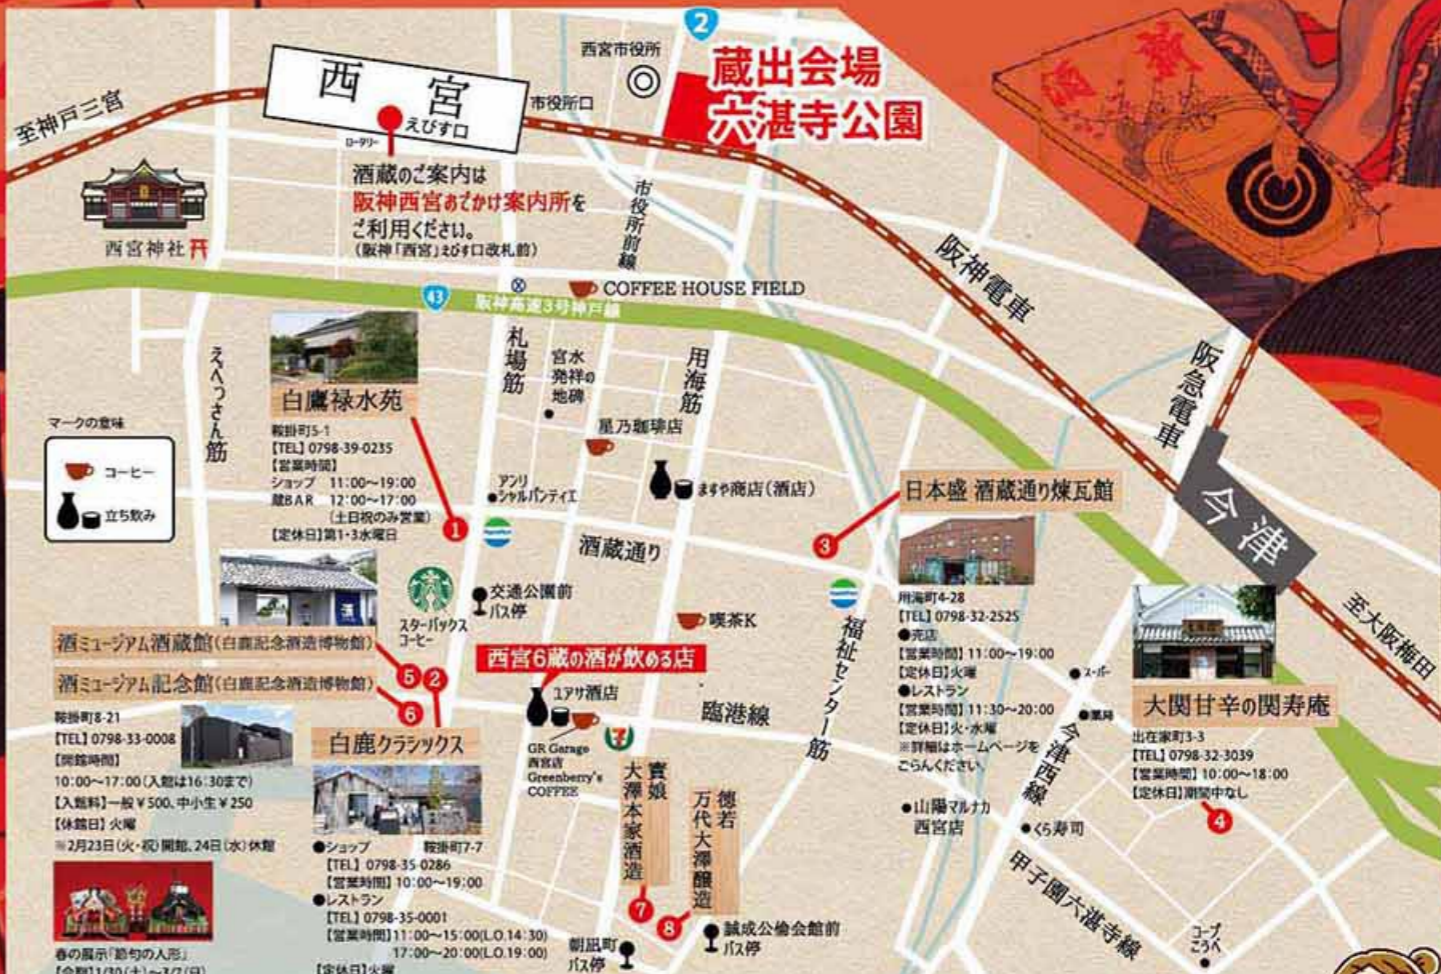 2
西宮市役所
蔵出会場
六湛寺公園
至神戸三宮
西宮
えびす口
市役所口
ロータリー
酒蔵のご案内は
阪神西宮おでかけ案内所を
ご利用ください。
(阪神「西宮」えびす口改札前)
西宮神社
市役所前線
阪神電車
43
阪神高速3号神戸線
COFFEE HOUSE FIELD
阪急電車
えべっさん筋
札場筋
宮水
発祥の
地碑
用海筋
白鷹禄水苑
鞍掛町5-1
【TEL】0798-39-0235
【営業時間】
ショップ 11:00〜19:00
蔵BAR 12:00〜17:00
(土日祝のみ営業)
【定休日】第1・3水曜日
マークの意味
コーヒー
立ち飲み
星乃珈琲店
アンリ
シャルパンティエ
ますや商店(酒店)
1
酒蔵通り
3
日本盛 酒蔵通り煉瓦館
用海町4-28
【TEL】0798-32-2525
●売店
【営業時間】11:00〜19:00
【定休日】火曜
●レストラン
【営業時間】11:30〜20:00
【定休日】火・水曜
※詳細はホームページを
ごらんください。
今津
至大阪梅田
スターバックス
コーヒー
交通公園前
バス停
喫茶K
福祉センター筋
酒ミュージアム酒蔵館(白鹿記念酒造博物館)
酒ミュージアム記念館(白鹿記念酒造博物館)
5
2
6
鞍掛町8-21
【TEL】0798-33-0008
【開館時間】
10:00〜17:00(入館は16:30まで)
【入館料】一般¥500、中小生¥250
【休館日】火曜
※2月23日(火・祝)開館、24日(水)休館
西宮6蔵の酒が飲める店
ユアサ酒店
GR Garage
西宮店
Greenberry's
COFFEE
7
臨港線
白鹿クラシックス
鞍掛町7-7
●ショップ
【TEL】0798-35-0286
【営業時間】10:00〜19:00
●レストラン
【TEL】0798-35-0001
【営業時間】11:00〜15:00(L.O.14:30)
17:00〜20:00(L.O.19:00)
【定休日】火曜
寳娘
大澤本家酒造
徳若
万代大澤醸造
7
8
朝凪町
バス停
誠成公倫会館前
バス停
スーパー
薬局
今津西線
大関甘辛の関寿庵
出在家町3-3
【TEL】0798-32-3039
【営業時間】10:00〜18:00
【定休日】期間中なし
4
山陽マルナカ
西宮店
くら寿司
甲子園六湛寺線
コープ
こうべ
春の展示「節句の人形」
【会期】1/30(土)〜3/7(日)